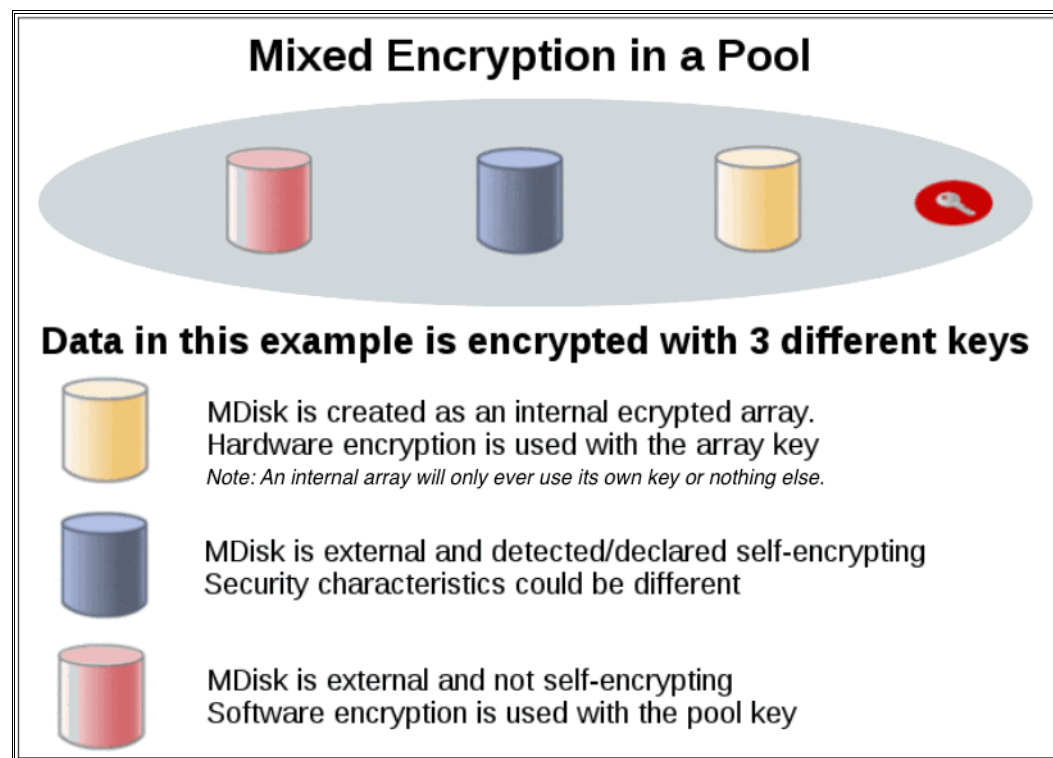 Mixed Encryption in a Pool
Data in this example is encrypted with 3 different keys
MDisk is created as an internal ecrypted array.
Hardware encryption is used with the array key
Note: An internal array will only ever use its own key or nothing else.
MDisk is external and detected/declared self-encrypting
Security characteristics could be different
MDisk is external and not self-encrypting
Software encryption is used with the pool key